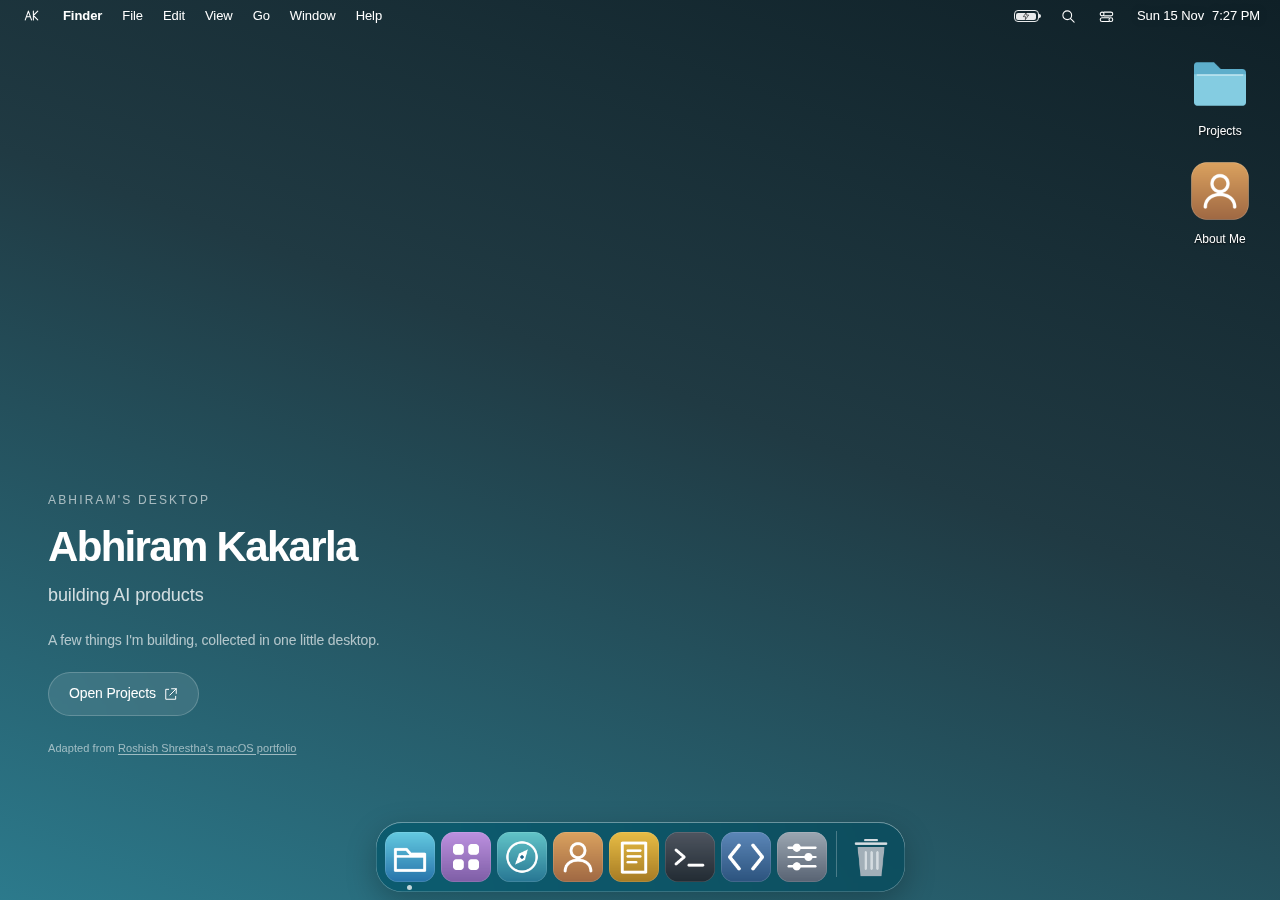 AK Finder File Edit View Go Window Help Sun 15 Nov 7:27 PM
Projects
About Me
ABHIRAM'S DESKTOP
Abhiram Kakarla
building AI products
A few things I'm building, collected in one little desktop.
Open Projects
Adapted from Roshish Shrestha's macOS portfolio